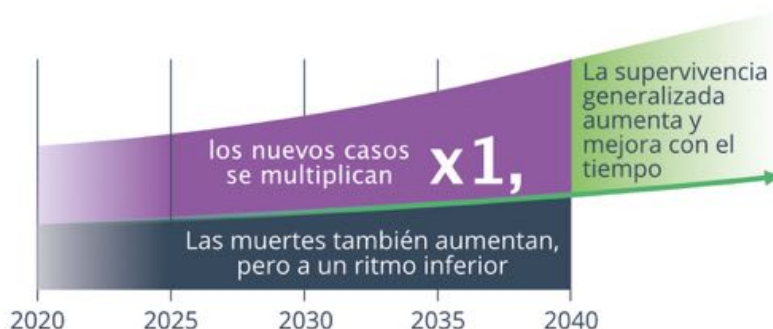 los nuevos casos
se multiplican
x1,
La supervivencia
generalizada
aumenta y
mejora con el
tiempo
Las muertes también aumentan,
pero a un ritmo inferior
2020 2025 2030 2035 2040